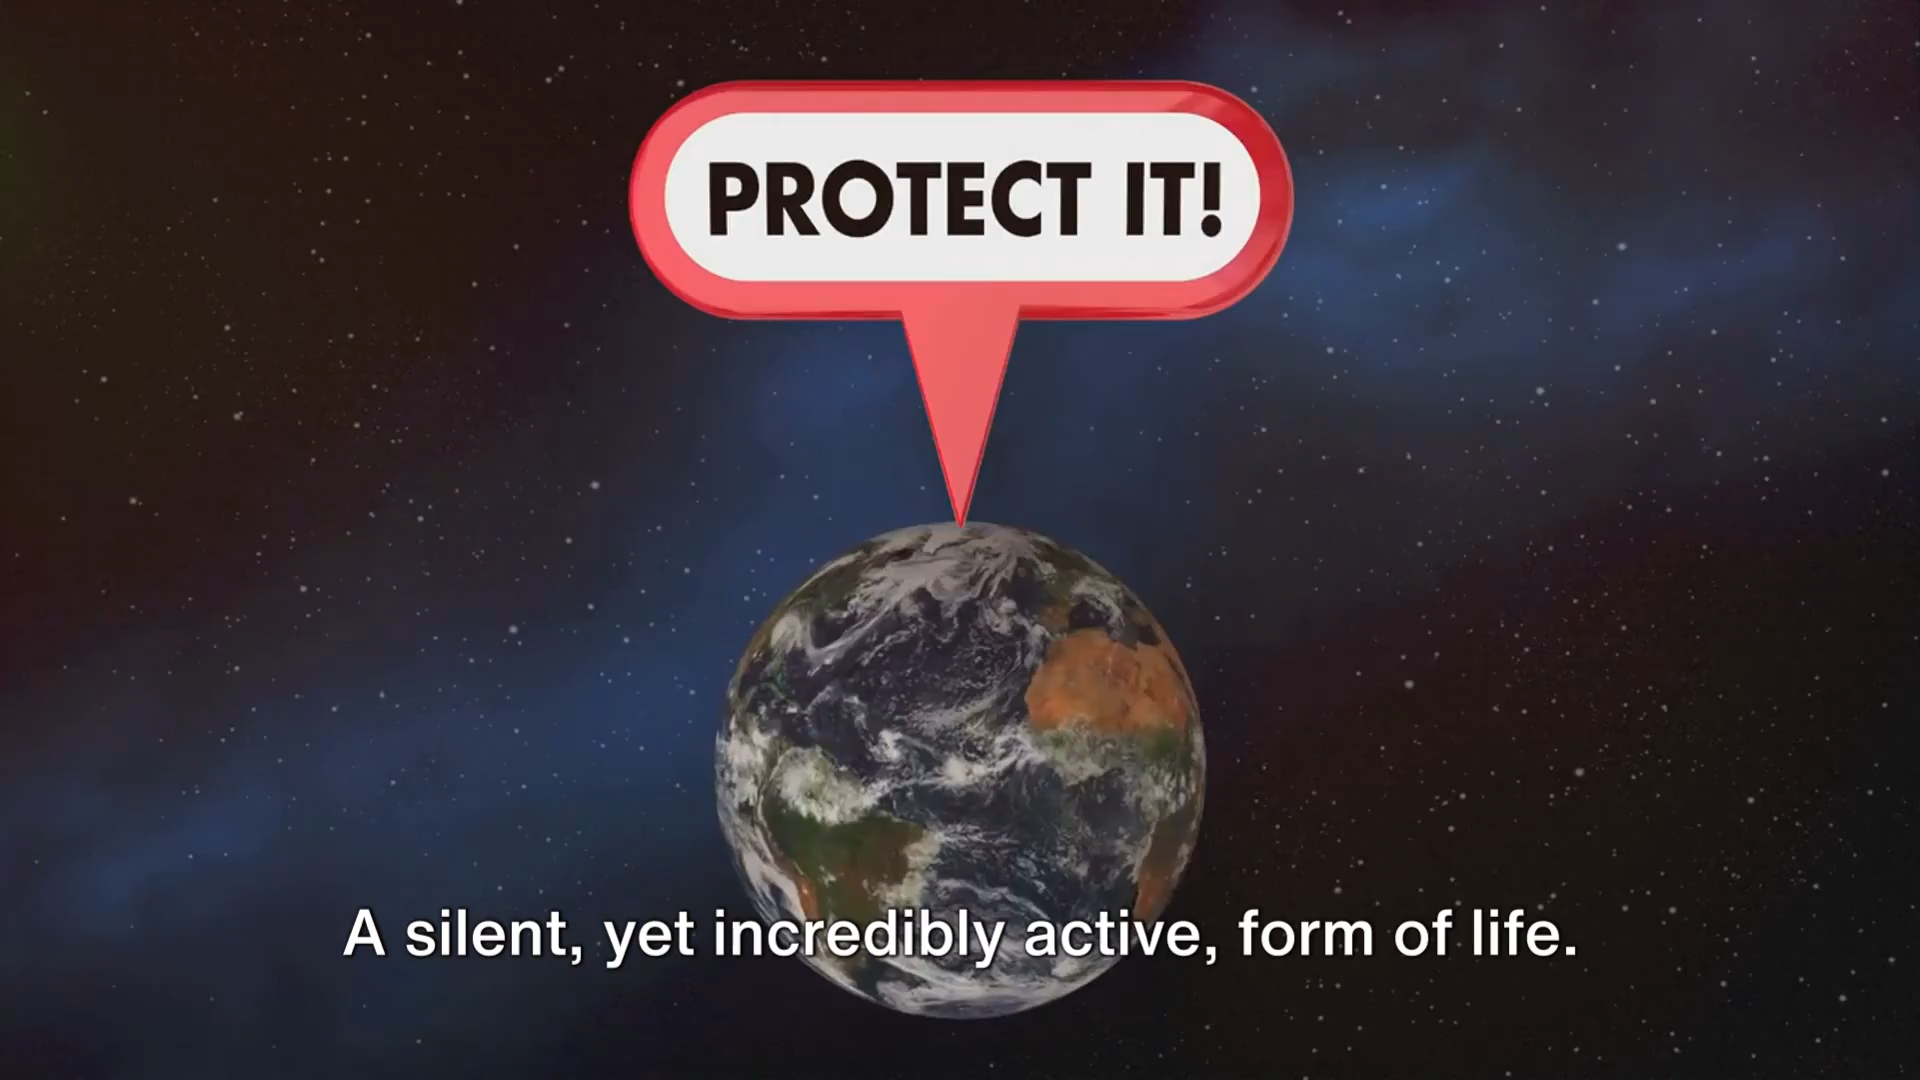 PROTECT IT!
A silent, yet incredibly active, form of life.